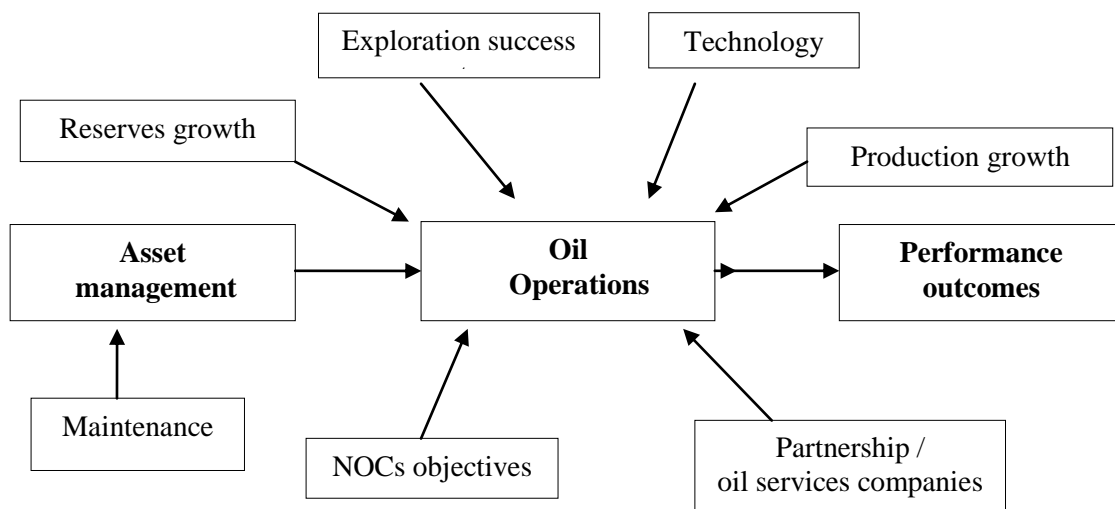 Exploration success
Technology
Reserves growth
Production growth
Asset
management
Oil
Operations
Performance
outcomes
Maintenance
NOCs objectives
Partnership /
oil services companies